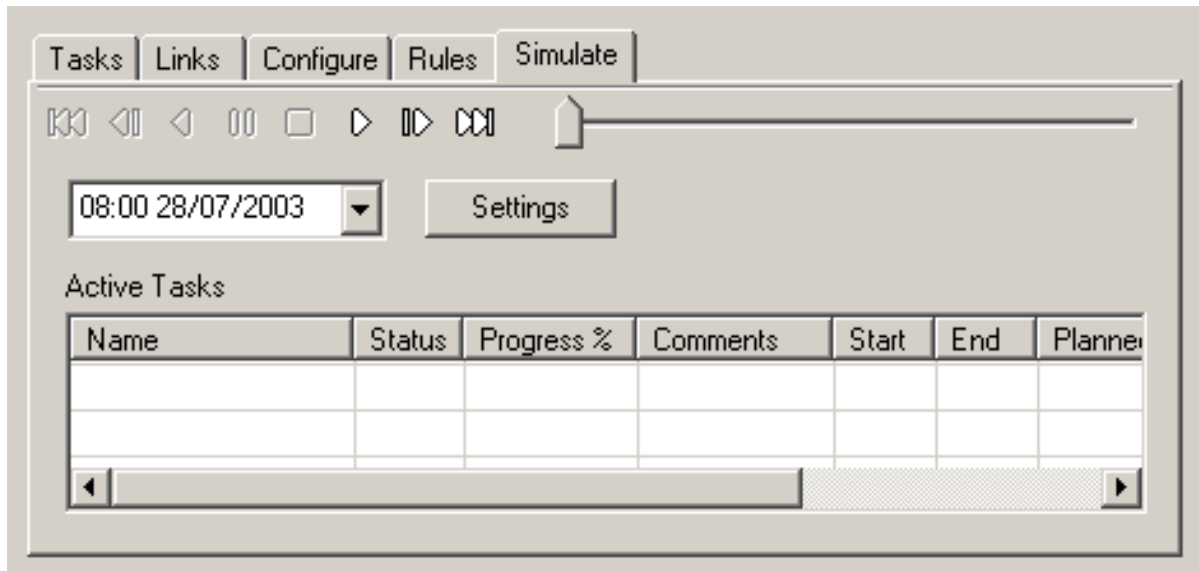 Tasks Links Configure Rules Simulate
08:00 28/07/2003 Settings
Active Tasks
Name Status Progress % Comments Start End